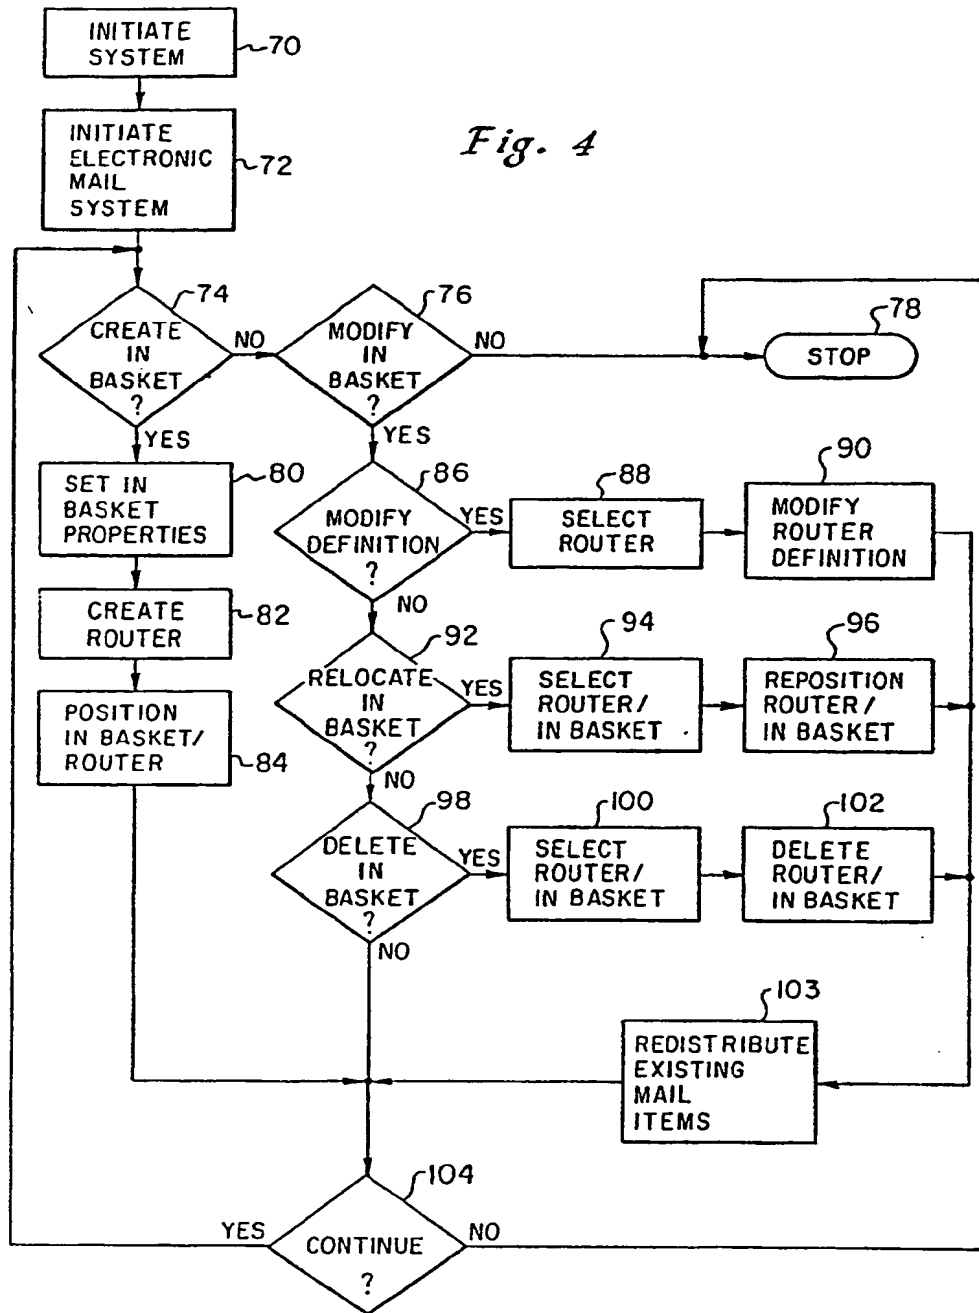 INITIATE
SYSTEM
70
INITIATE
ELECTRONIC
MAIL
SYSTEM
72
Fig. 4
74
CREATE
IN
BASKET
?
NO
YES
76
MODIFY
IN
BASKET
?
NO
YES
78
STOP
80
SET IN
BASKET
PROPERTIES
86
MODIFY
DEFINITION
?
YES
NO
88
SELECT
ROUTER
90
MODIFY
ROUTER
DEFINITION
CREATE
ROUTER
82
92
RELOCATE
IN
BASKET
?
YES
NO
94
SELECT
ROUTER/
IN BASKET
96
REPOSITION
ROUTER/
IN BASKET
POSITION
IN BASKET/
ROUTER
84
98
DELETE
IN
BASKET
?
YES
NO
100
SELECT
ROUTER/
IN BASKET
102
DELETE
ROUTER/
IN BASKET
103
REDISTRIBUTE
EXISTING
MAIL
ITEMS
104
YES
CONTINUE
?
NO